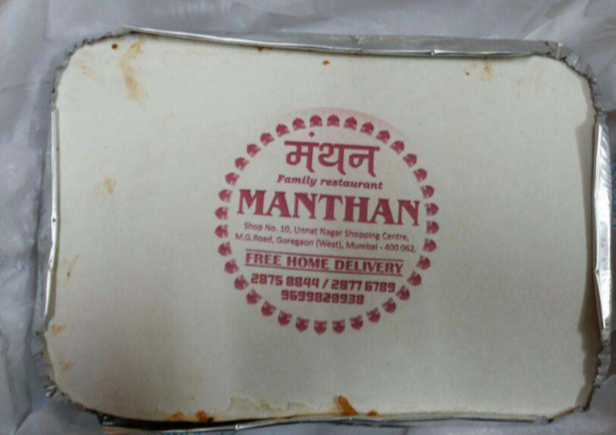 मंथन
Family restaurant
MANTHAN
Shop No. 10, Unnat Nagar Shopping Centre,
M.G.Road, Goregaon (West), Mumbai - 400 062.
FREE HOME DELIVERY
2875 8844 / 2877 6789
9699829938